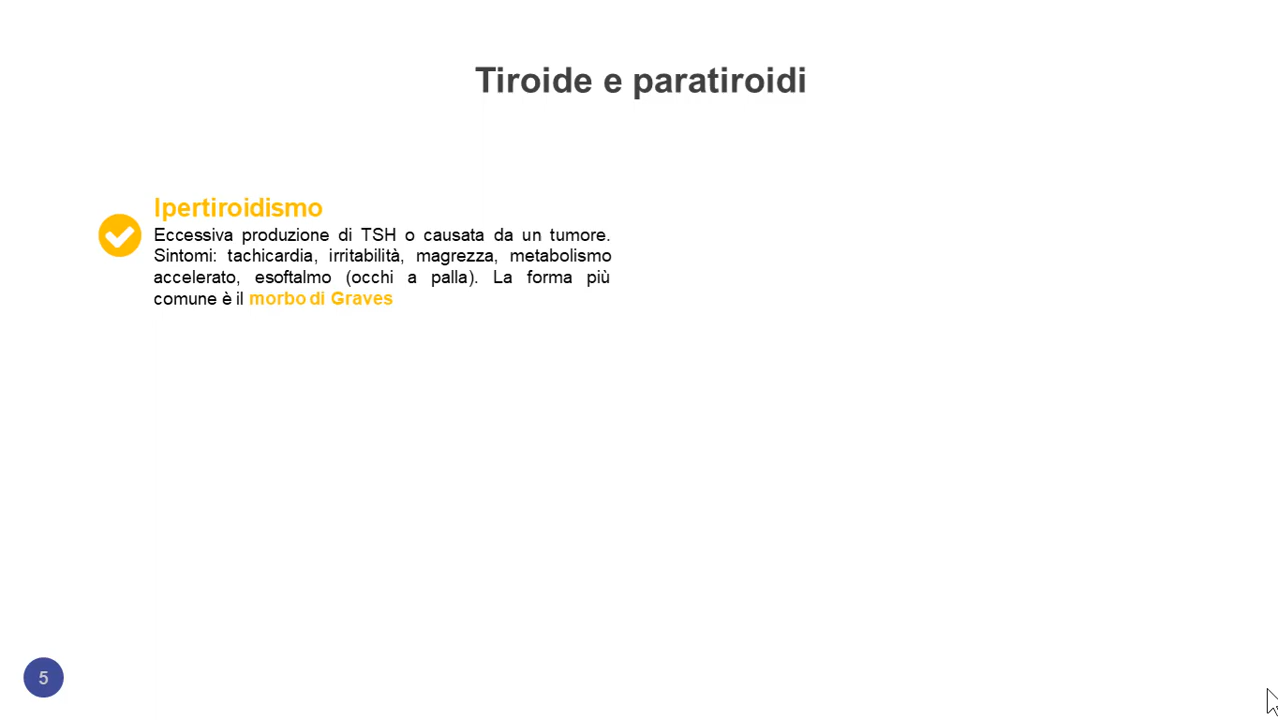 Tiroide e paratiroidi
Ipertiroidismo
Eccessiva produzione di TSH o causata da un tumore.
Sintomi: tachicardia, irritabilità, magrezza, metabolismo
accelerato, esoftalmo (occhi a palla). La forma più
comune è il morbo di Graves
5